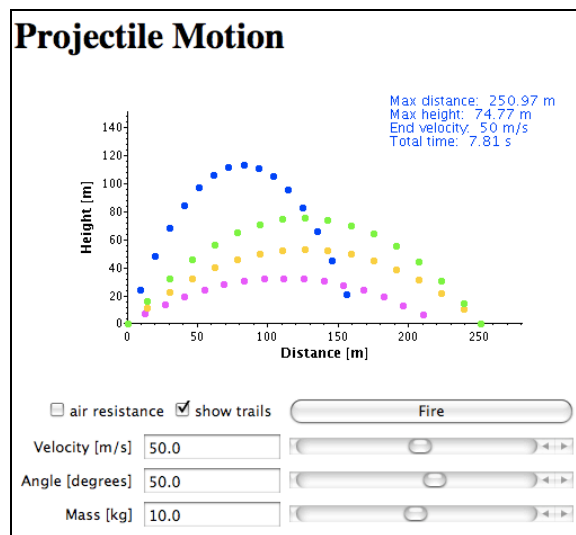 Projectile Motion
Max distance: 250.97 m
Max height: 74.77 m
End velocity: 50 m/s
Total time: 7.81 s
140
120
100
80
60
40
20
0
Height [m]
0 50 100 150 200 250
Distance [m]
air resistance show trails Fire
Velocity [m/s] 50.0
Angle [degrees] 50.0
Mass [kg] 10.0